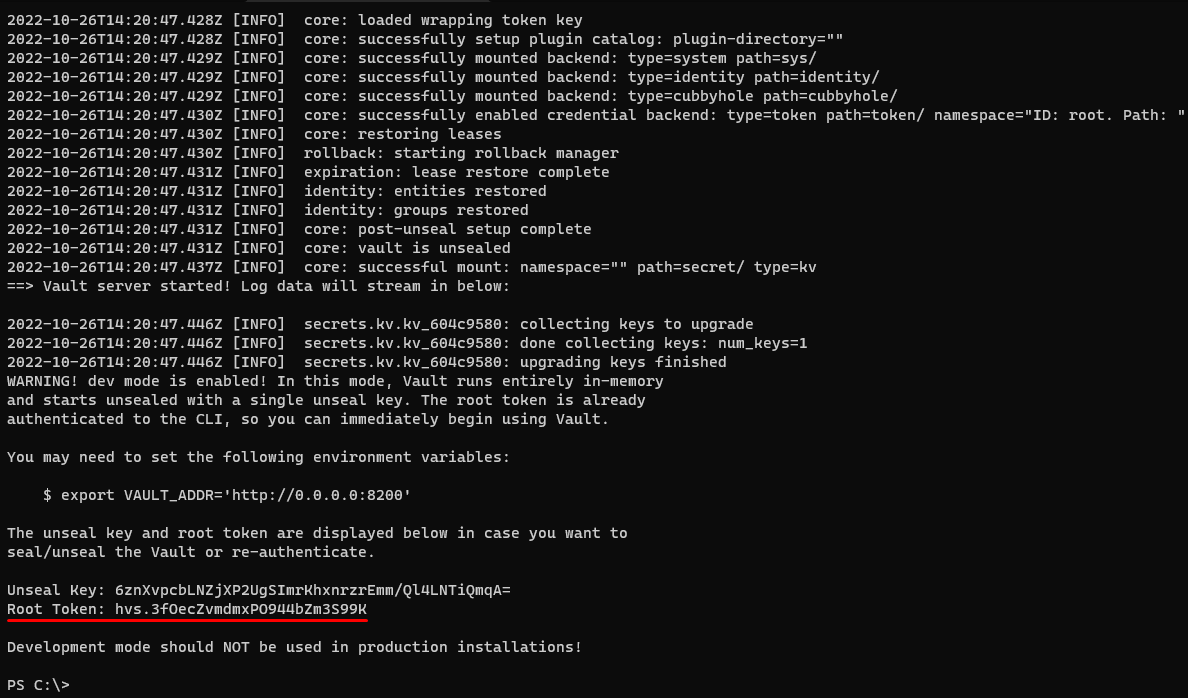 2022-10-26T14:20:47.428Z [INFO]  core: loaded wrapping token key
2022-10-26T14:20:47.428Z [INFO]  core: successfully setup plugin catalog: plugin-directory=""
2022-10-26T14:20:47.429Z [INFO]  core: successfully mounted backend: type=system path=sys/
2022-10-26T14:20:47.429Z [INFO]  core: successfully mounted backend: type=identity path=identity/
2022-10-26T14:20:47.429Z [INFO]  core: successfully mounted backend: type=cubbyhole path=cubbyhole/
2022-10-26T14:20:47.430Z [INFO]  core: successfully enabled credential backend: type=token path=token/ namespace="ID: root. Path: "
2022-10-26T14:20:47.430Z [INFO]  core: restoring leases
2022-10-26T14:20:47.430Z [INFO]  rollback: starting rollback manager
2022-10-26T14:20:47.431Z [INFO]  expiration: lease restore complete
2022-10-26T14:20:47.431Z [INFO]  identity: entities restored
2022-10-26T14:20:47.431Z [INFO]  identity: groups restored
2022-10-26T14:20:47.431Z [INFO]  core: post-unseal setup complete
2022-10-26T14:20:47.431Z [INFO]  core: vault is unsealed
2022-10-26T14:20:47.437Z [INFO]  core: successful mount: namespace="" path=secret/ type=kv
==> Vault server started! Log data will stream in below:

2022-10-26T14:20:47.446Z [INFO]  secrets.kv.kv_604c9580: collecting keys to upgrade
2022-10-26T14:20:47.446Z [INFO]  secrets.kv.kv_604c9580: done collecting keys: num_keys=1
2022-10-26T14:20:47.446Z [INFO]  secrets.kv.kv_604c9580: upgrading keys finished
WARNING! dev mode is enabled! In this mode, Vault runs entirely in-memory
and starts unsealed with a single unseal key. The root token is already
authenticated to the CLI, so you can immediately begin using Vault.

You may need to set the following environment variables:

    $ export VAULT_ADDR='http://0.0.0.0:8200'

The unseal key and root token are displayed below in case you want to
seal/unseal the Vault or re-authenticate.

Unseal Key: 6znXvpcbLNZjXP2UgSImrKhxnrzrEmm/Ql4LNTiQmqA=
Root Token: hvs.3fOecZvmdmxPO944bZm3S99K

Development mode should NOT be used in production installations!

PS C:\>